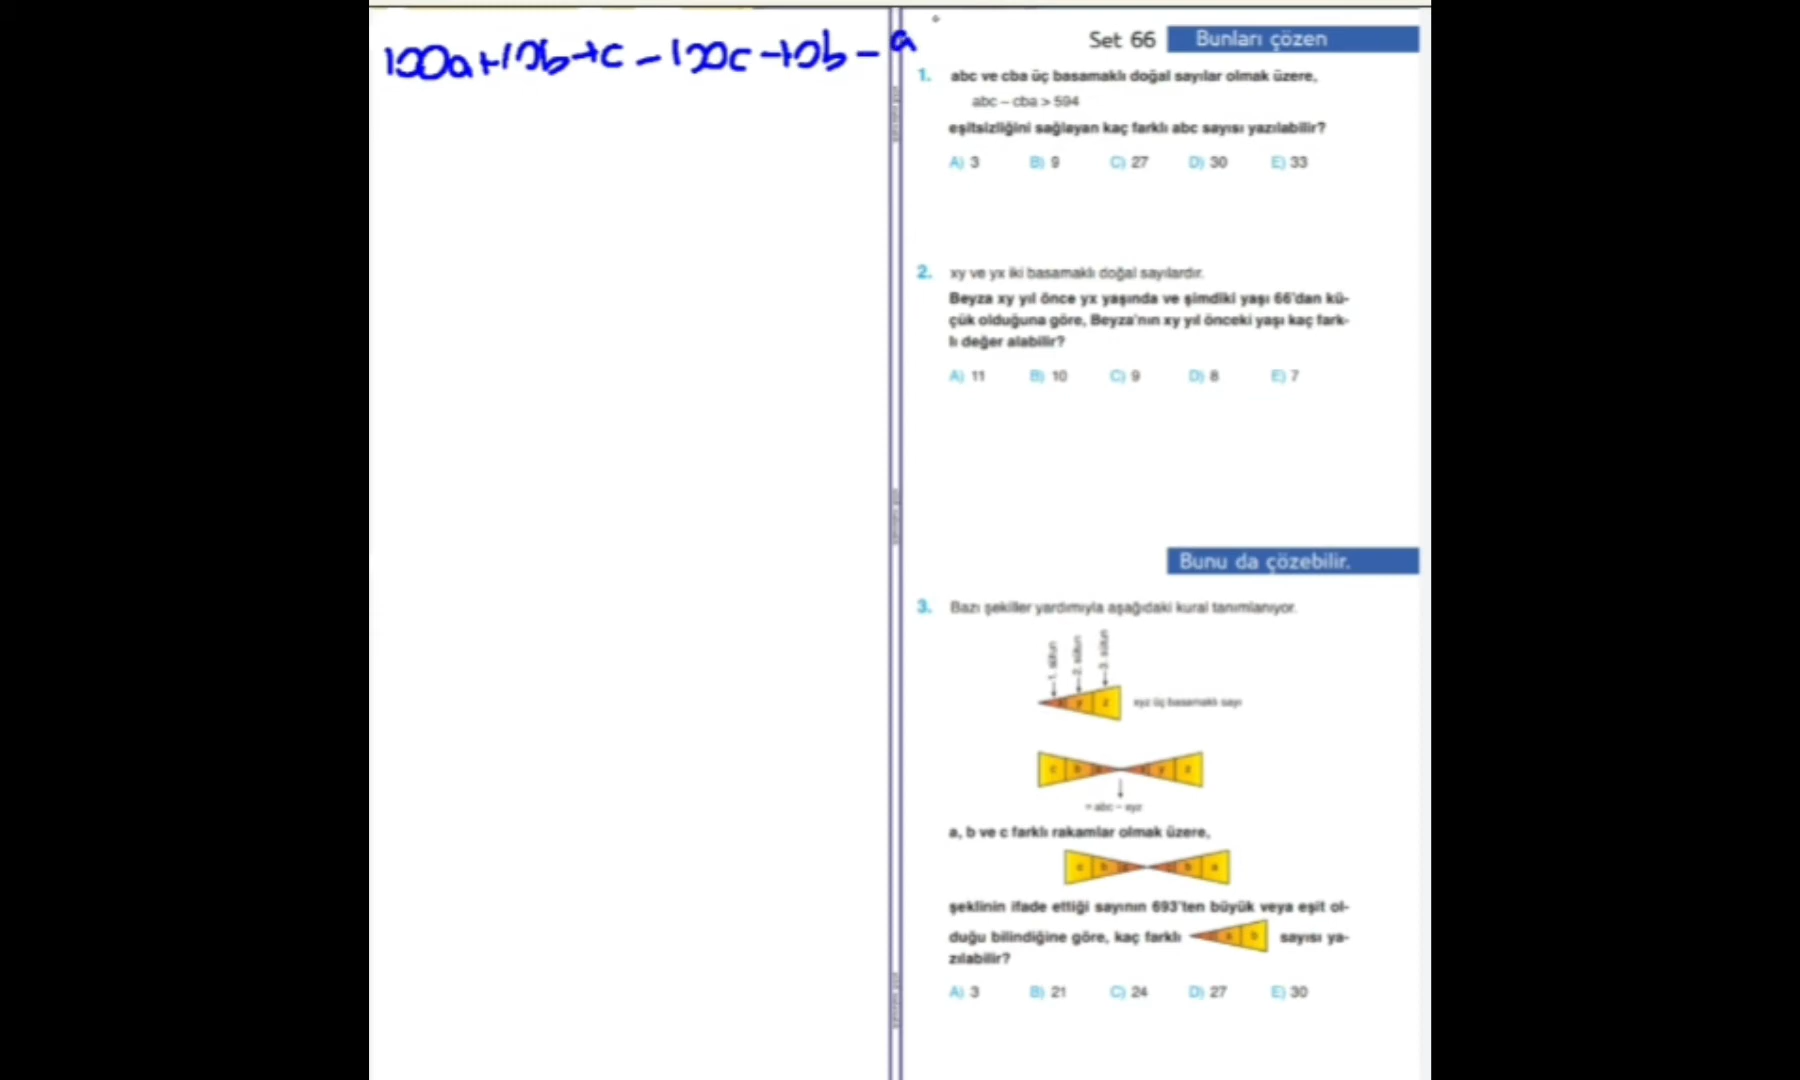 100a+10b+c-100c-10b-a
Set 66 Bunları çözen
1. abc ve cba üç basamaklı doğal sayılar olmak üzere,
abc - cba > 594
eşitsizliğini sağlayan kaç farklı abc sayısı yazılabilir?
A) 3 B) 9 C) 27 D) 30 E) 33
2. xy ve yx iki basamaklı doğal sayılardır.
Beyza xy yıl önce yx yaşında ve şimdiki yaşı 66'dan kü-
çük olduğuna göre, Beyza'nın xy yıl önceki yaşı kaç fark-
lı değer alabilir?
A) 11 B) 10 C) 9 D) 8 E) 7
Bunu da çözebilir.
3. Bazı şekiller yardımıyla aşağıdaki kural tanımlanıyor.
1. sütun
2. sütun
3. sütun
y z xyz üç basamaklı sayı
c b y z
= abc - xyz
a, b ve c farklı rakamlar olmak üzere,
c b b a
şeklinin ifade ettiği sayının 693'ten büyük veya eşit ol-
duğu bilindiğine göre, kaç farklı a b sayısı ya-
zılabilir?
A) 3 B) 21 C) 24 D) 27 E) 30